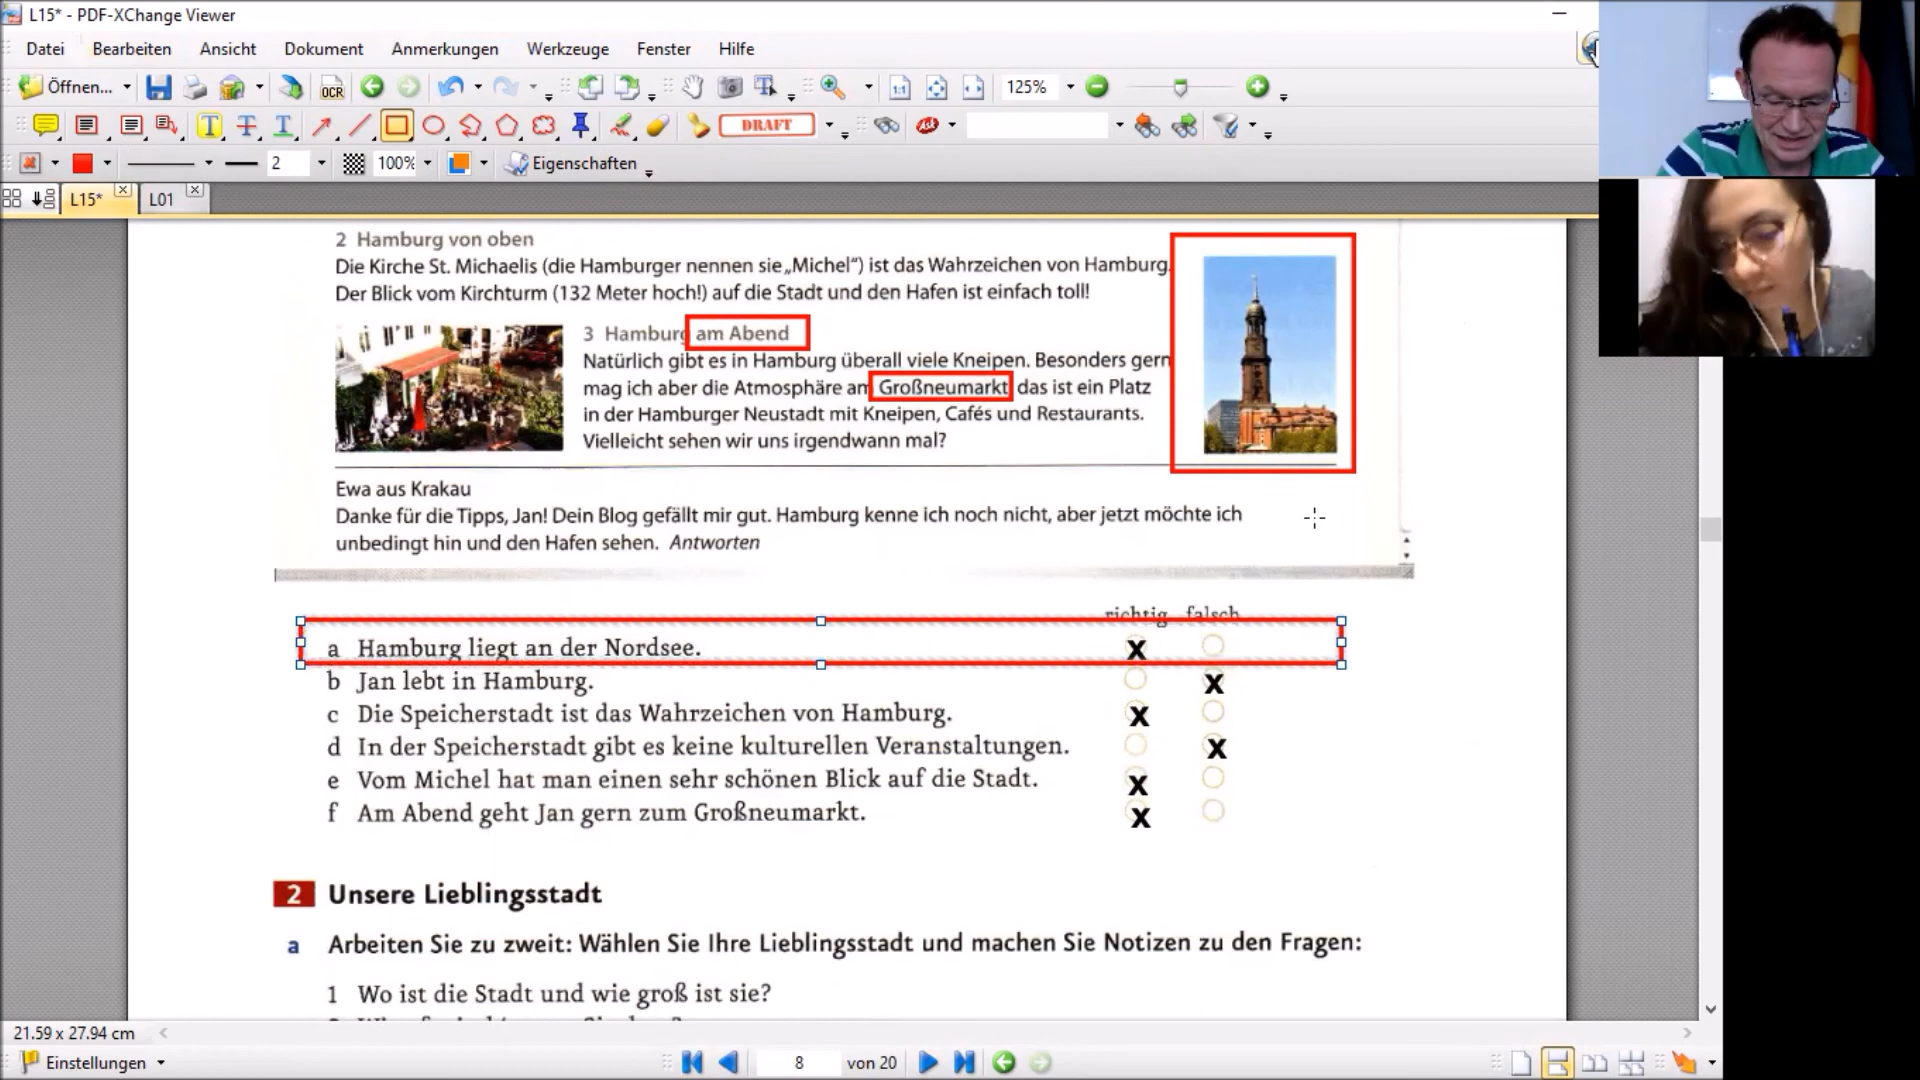 L15* - PDF-XChange Viewer
Datei Bearbeiten Ansicht Dokument Anmerkungen Werkzeuge Fenster Hilfe
Öffnen... OCR 125%
DRAFT Ask
2 100% Eigenschaften
L15* L01
2 Hamburg von oben
Die Kirche St. Michaelis (die Hamburger nennen sie „Michel“) ist das Wahrzeichen von Hamburg.
Der Blick vom Kirchturm (132 Meter hoch!) auf die Stadt und den Hafen ist einfach toll!
3 Hamburg am Abend
Natürlich gibt es in Hamburg überall viele Kneipen. Besonders gern
mag ich aber die Atmosphäre am Großneumarkt, das ist ein Platz
in der Hamburger Neustadt mit Kneipen, Cafés und Restaurants.
Vielleicht sehen wir uns irgendwann mal?
Ewa aus Krakau
Danke für die Tipps, Jan! Dein Blog gefällt mir gut. Hamburg kenne ich noch nicht, aber jetzt möchte ich
unbedingt hin und den Hafen sehen. Antworten
richtig falsch
a Hamburg liegt an der Nordsee. X
b Jan lebt in Hamburg. X
c Die Speicherstadt ist das Wahrzeichen von Hamburg. X
d In der Speicherstadt gibt es keine kulturellen Veranstaltungen. X
e Vom Michel hat man einen sehr schönen Blick auf die Stadt. X
f Am Abend geht Jan gern zum Großneumarkt. X
2 Unsere Lieblingsstadt
a Arbeiten Sie zu zweit: Wählen Sie Ihre Lieblingsstadt und machen Sie Notizen zu den Fragen:
1 Wo ist die Stadt und wie groß ist sie?
21.59 x 27.94 cm
Einstellungen 8 von 20